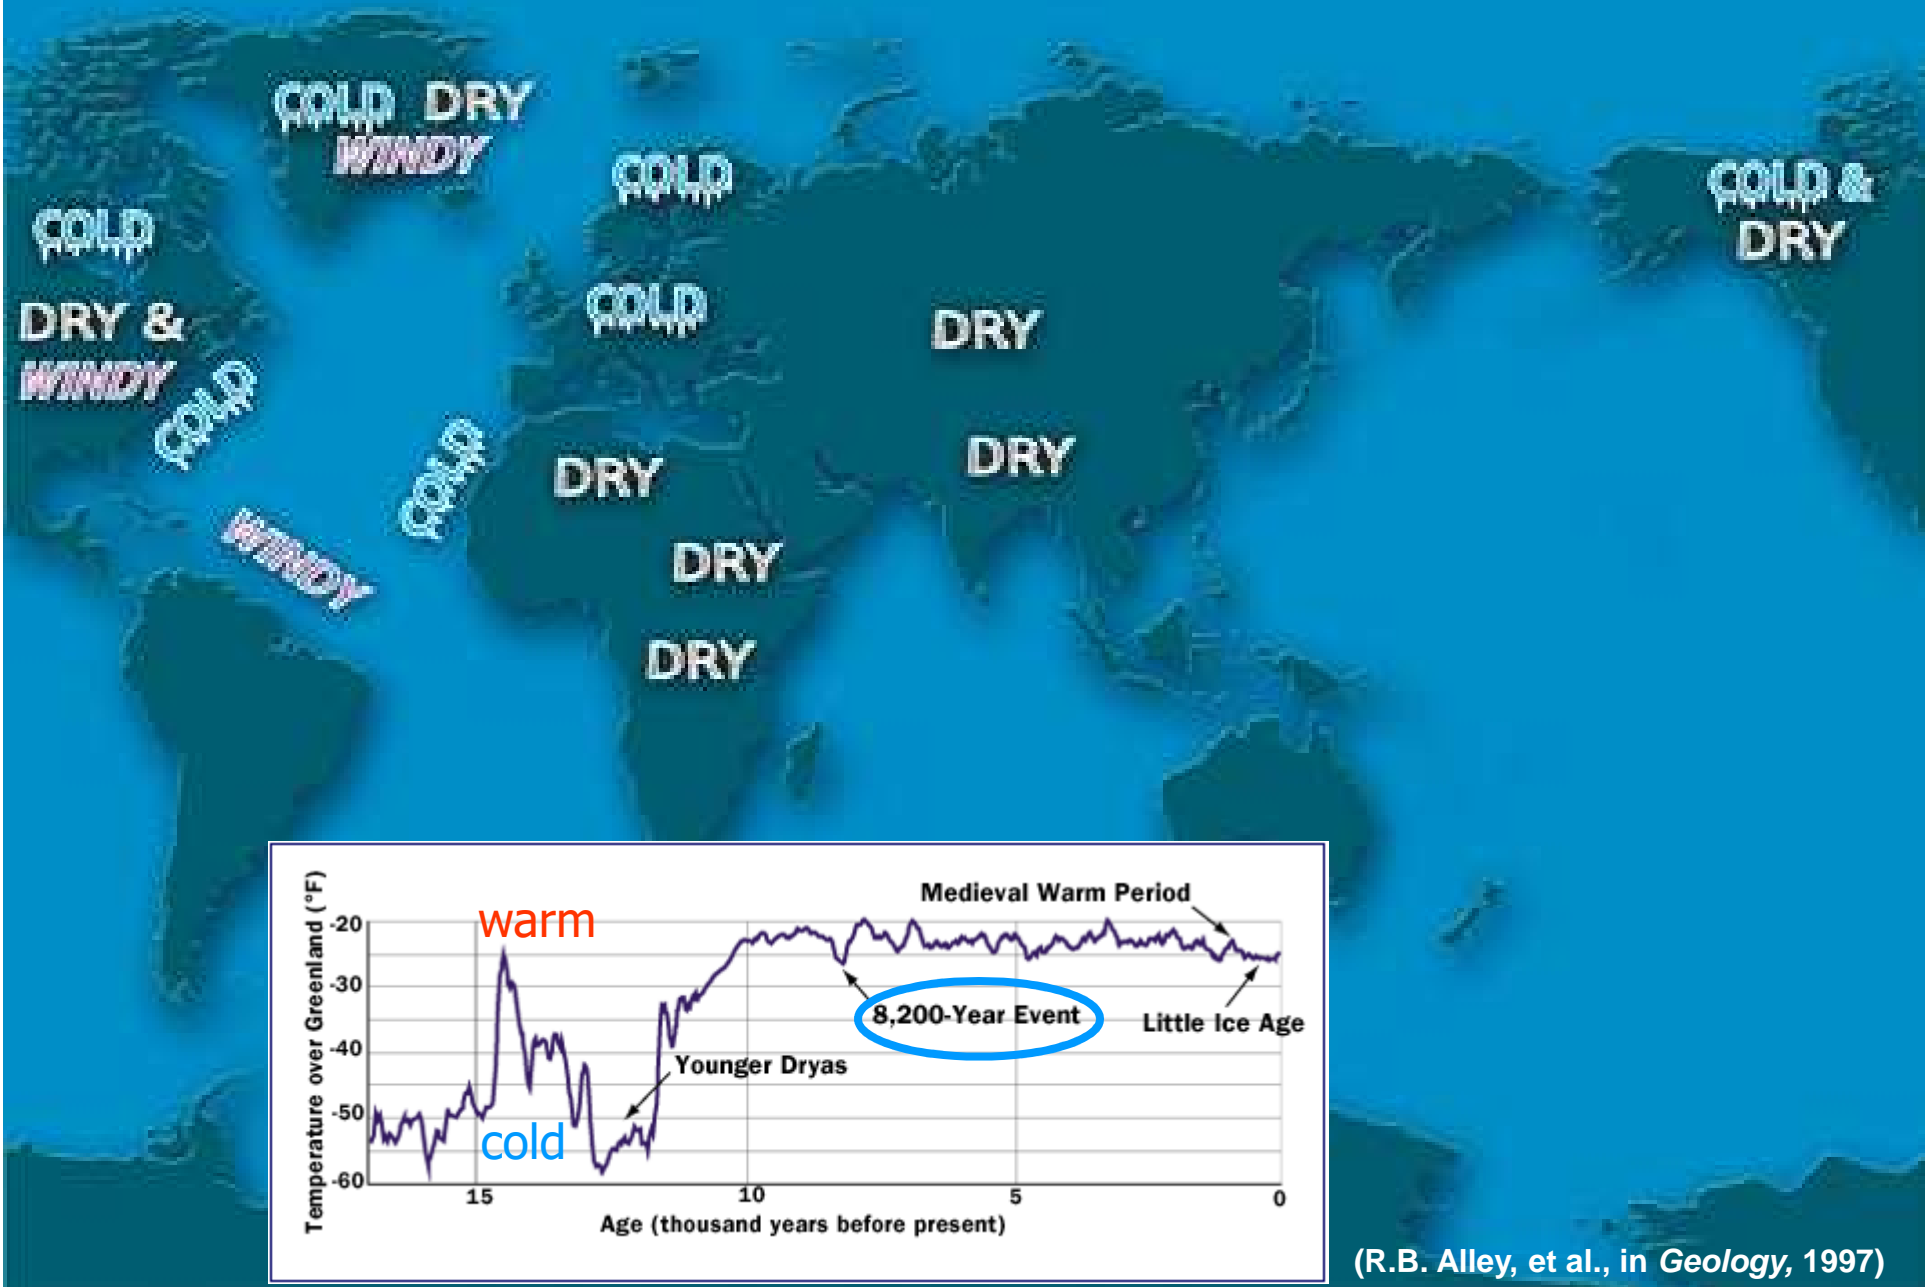 COLD DRY
WINDY
COLD
COLD &
DRY
COLD
COLD
DRY &
WINDY
COLD
DRY
COLD
DRY
DRY
WINDY
DRY
DRY
Temperature over Greenland (°F)
-20
-30
-40
-50
-60
warm
cold
Medieval Warm Period
8,200-Year Event
Little Ice Age
Younger Dryas
15
10
5
0
Age (thousand years before present)
(R.B. Alley, et al., in Geology, 1997)